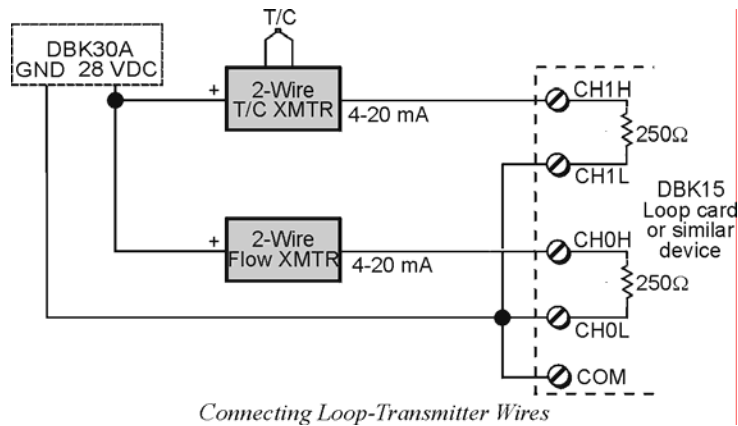 T/C
DBK30A
GND 28 VDC
+
2-Wire
T/C XMTR
4-20 mA
CH1H
250Ω
CH1L
DBK15
Loop card
or similar
device
+
2-Wire
Flow XMTR
4-20 mA
CH0H
250Ω
CH0L
COM
Connecting Loop-Transmitter Wires